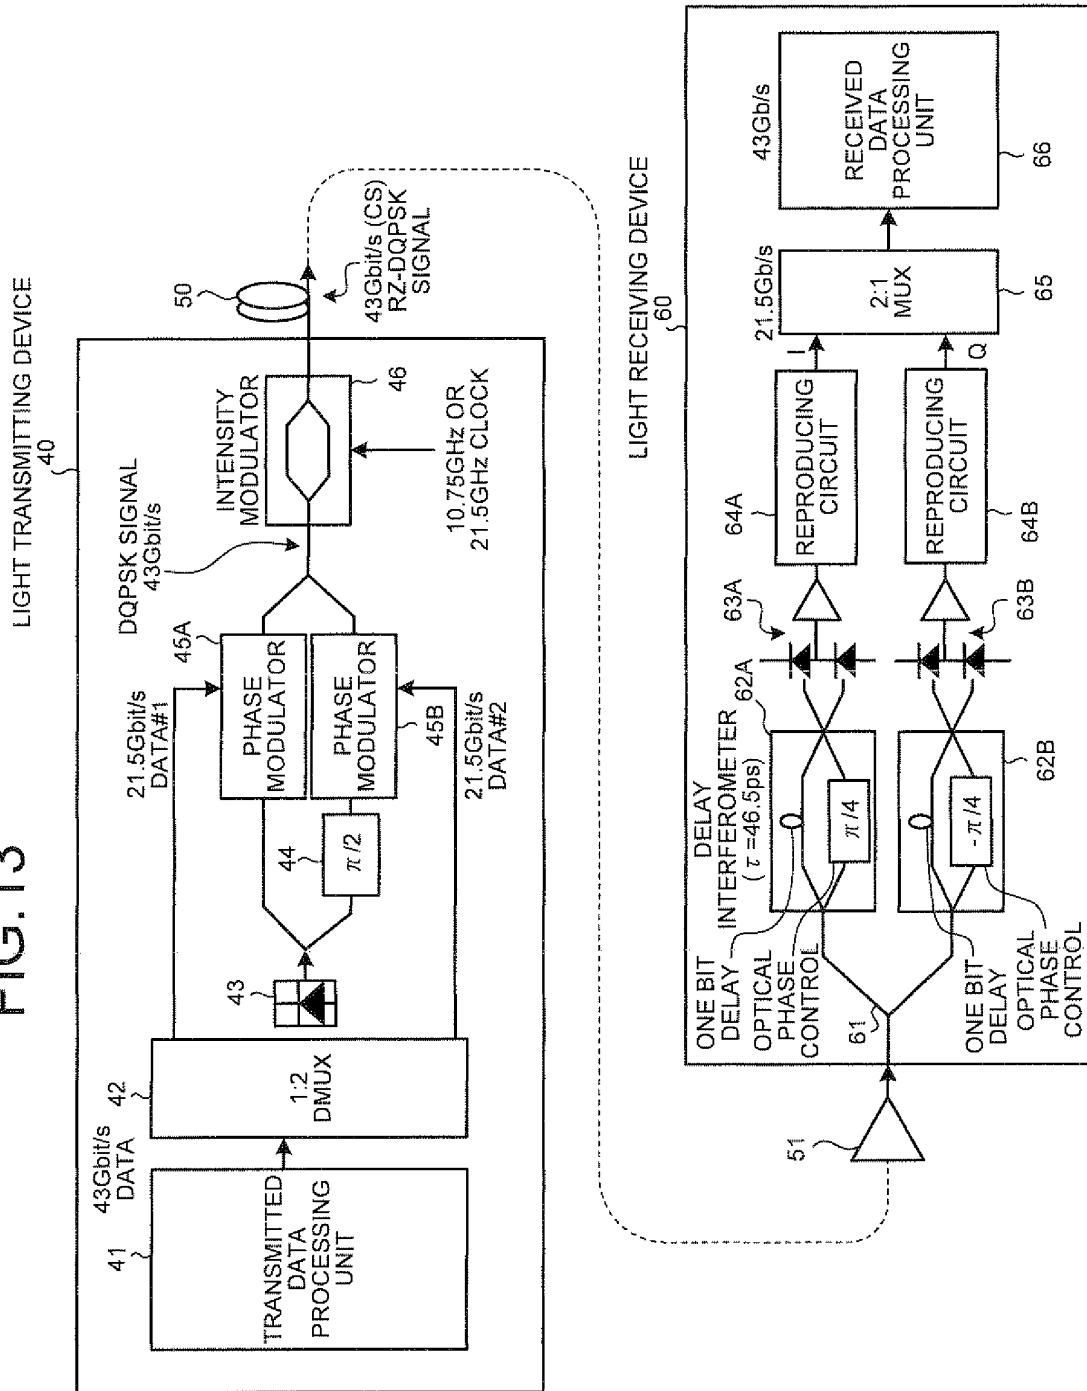 FIG. 13
LIGHT TRANSMITTING DEVICE
40
41
TRANSMITTED
DATA
PROCESSING
UNIT
43Gbit/s
DATA
42
1:2
DMUX
43
21.5Gbit/s
DATA#1
44
π/2
45A
PHASE
MODULATOR
PHASE
MODULATOR
45B
21.5Gbit/s
DATA#2
DQPSK SIGNAL
43Gbit/s
INTENSITY
MODULATOR
46
10.75GHz OR
21.5GHz CLOCK
50
43Gbit/s (CS)
RZ-DQPSK
SIGNAL
LIGHT RECEIVING DEVICE
60
51
61
ONE BIT
DELAY
OPTICAL
PHASE
CONTROL
DELAY
INTERFEROMETER
(τ=46.5ps)
62A
π/4
-π/4
62B
ONE BIT
DELAY
OPTICAL
PHASE
CONTROL
63A
63B
64A
REPRODUCING
CIRCUIT
REPRODUCING
CIRCUIT
64B
I
Q
21.5Gb/s
2:1
MUX
65
43Gb/s
RECEIVED
DATA
PROCESSING
UNIT
66